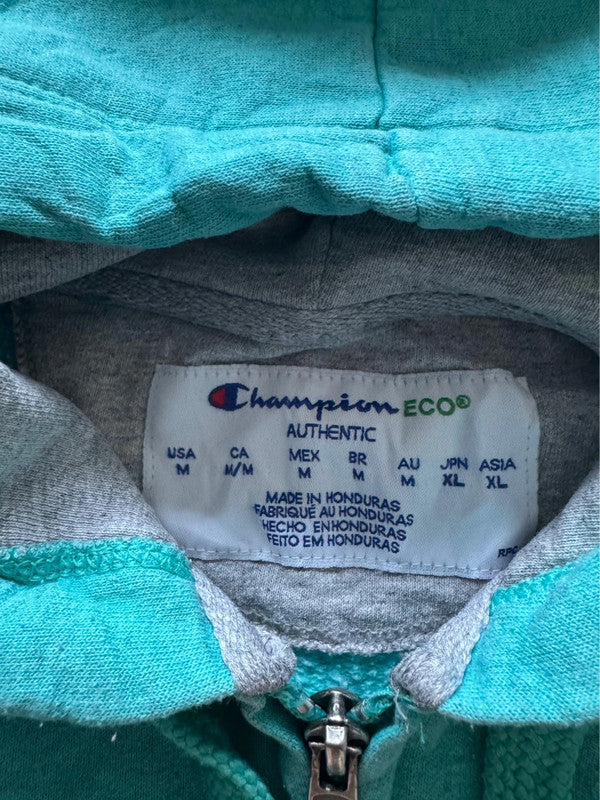 Champion ECO®
AUTHENTIC
USA CA MEX BR AU JPN ASIA
M M/M M M M XL XL
MADE IN HONDURAS
FABRIQUÉ AU HONDURAS
HECHO EN HONDURAS
FEITO EM HONDURAS